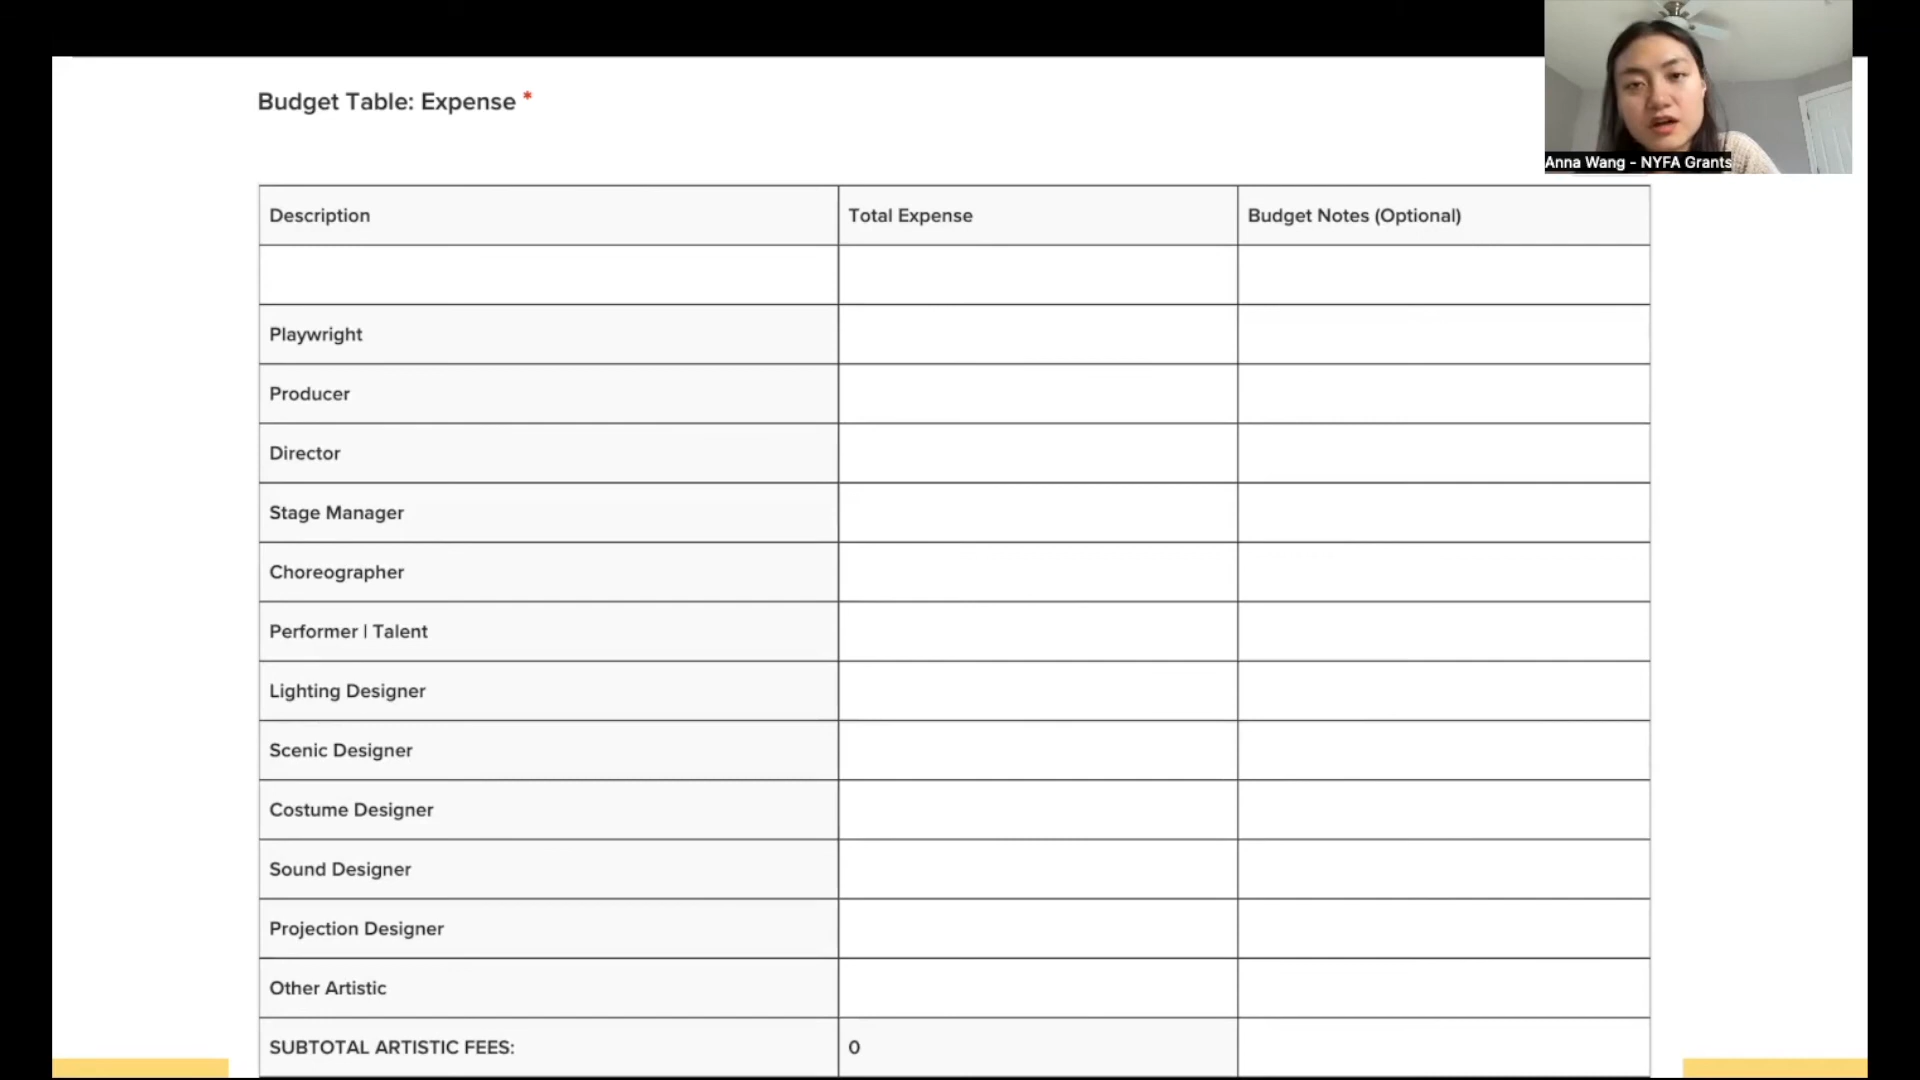 Budget Table: Expense *
Anna Wang - NYFA Grants
Description Total Expense Budget Notes (Optional)
Playwright
Producer
Director
Stage Manager
Choreographer
Performer | Talent
Lighting Designer
Scenic Designer
Costume Designer
Sound Designer
Projection Designer
Other Artistic
SUBTOTAL ARTISTIC FEES: 0